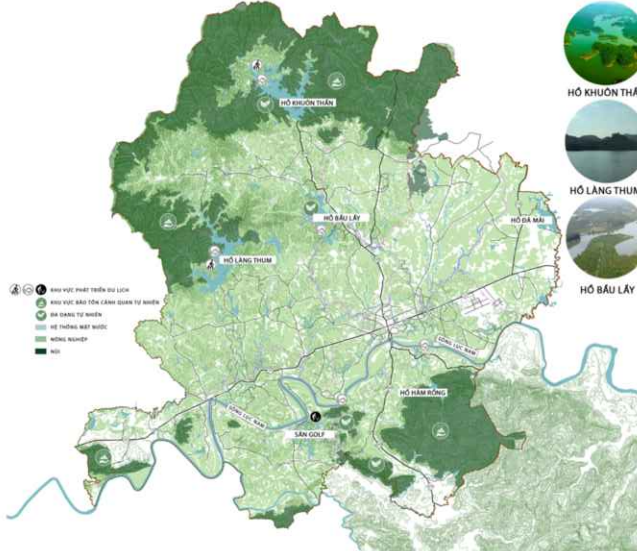 HỒ KHUÔN THẦN
HỒ KHUÔN THẦ
HỒ LÀNG THUM
HỒ BẦU LẦY
HỒ ĐÁ MÀI
HỒ LÀNG THUM
HỒ BẦU LẦY
KHU VỰC PHÁT TRIỂN DU LỊCH
KHU VỰC BẢO TỒN CẢNH QUAN TỰ NHIÊN
ĐA DẠNG TỰ NHIÊN
HỆ THỐNG MẶT NƯỚC
NÔNG NGHIỆP
NÚI
SÔNG LỤC NAM
HỒ HÀM RỒNG
SÔNG LỤC NAM
SÂN GOLF